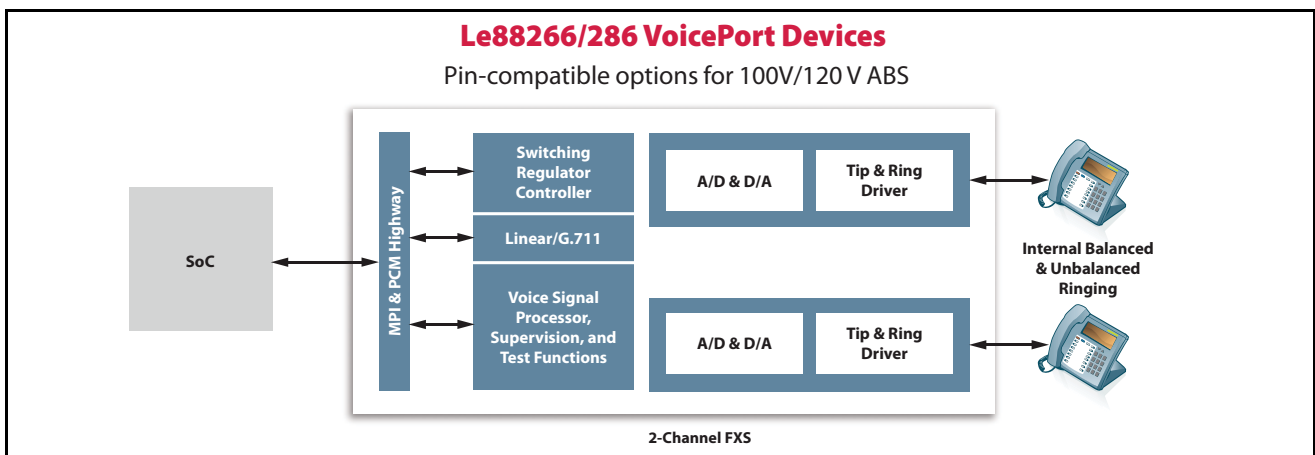 Le88266/286 VoicePort Devices
Pin-compatible options for 100V/120 V ABS
SoC
MPI & PCM Highway
Switching
Regulator
Controller
Linear/G.711
Voice Signal
Processor,
Supervision, and
Test Functions
A/D & D/A
Tip & Ring
Driver
A/D & D/A
Tip & Ring
Driver
Internal Balanced
& Unbalanced
Ringing
2-Channel FXS